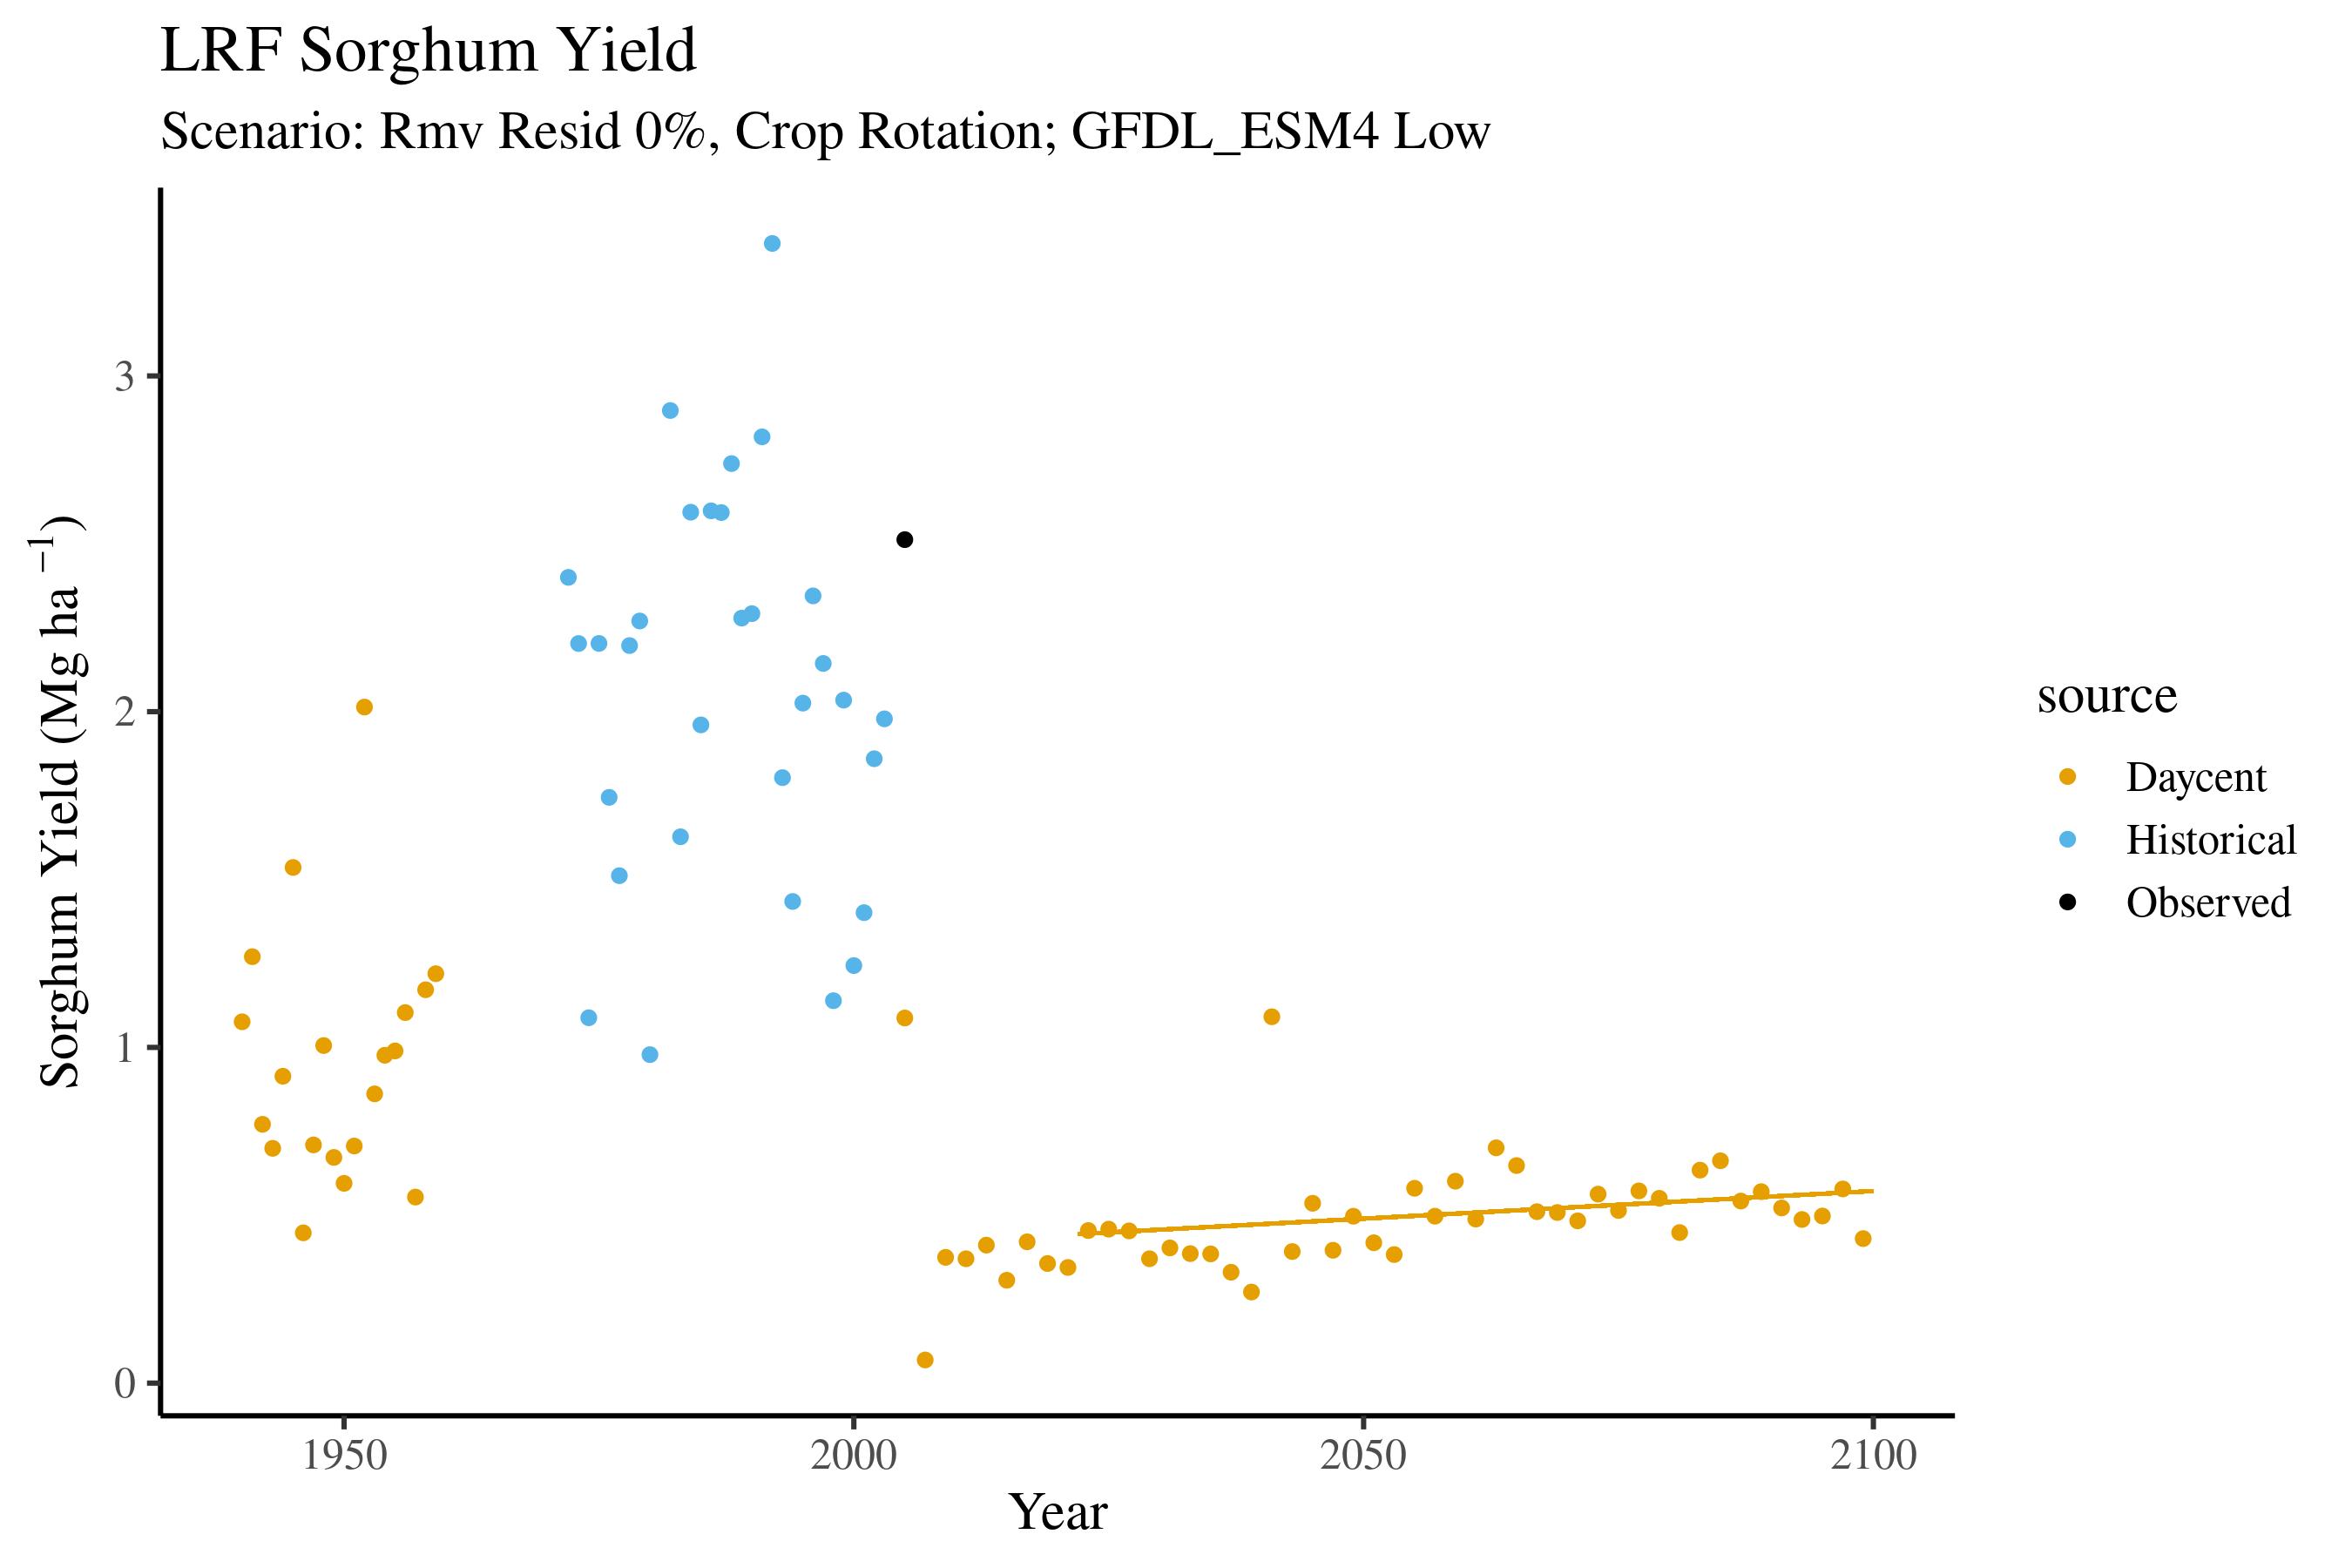 LRF Sorghum Yield
Scenario: Rmv Resid 0%, Crop Rotation; GFDL_ESM4 Low
Sorghum Yield (Mg ha −1)
3
2
1
0
1950
2000
2050
2100
Year
source
Daycent
Historical
Observed